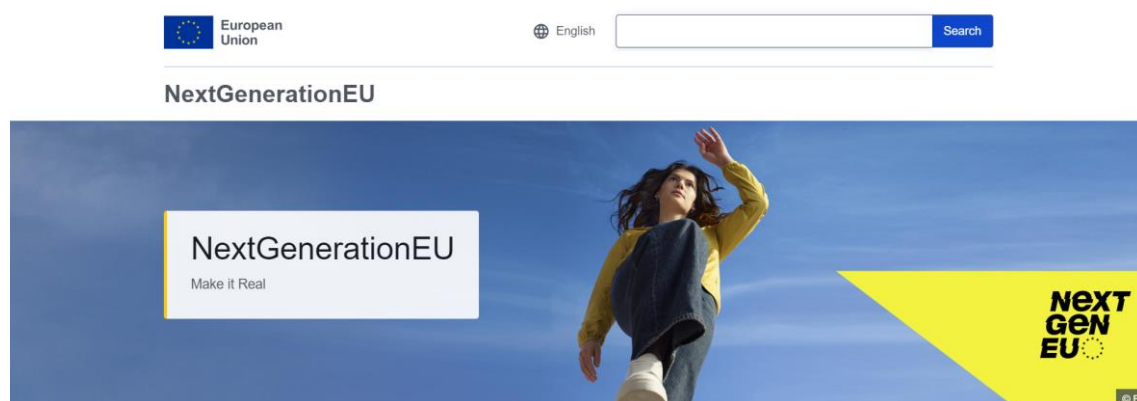 European
Union
English
Search
NextGenerationEU
NextGenerationEU
Make it Real
NEXT
GEN
EU